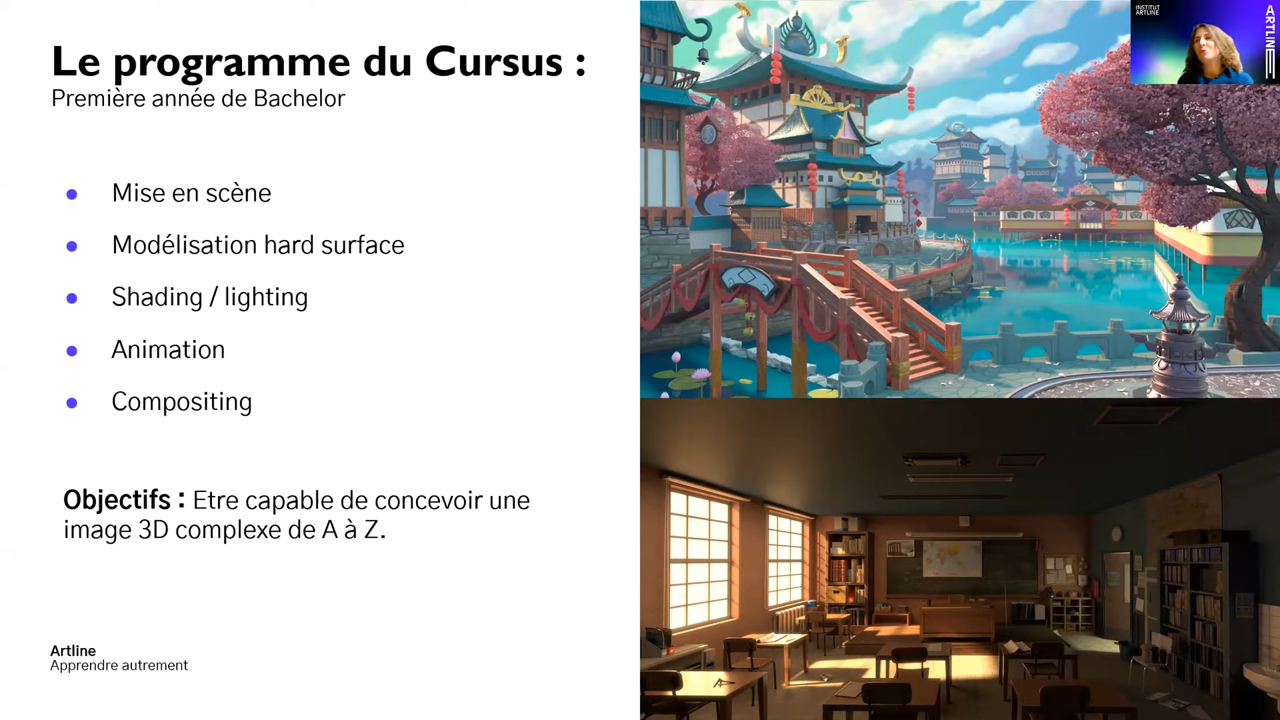 Le programme du Cursus :
Première année de Bachelor
Mise en scène
Modélisation hard surface
Shading / lighting
Animation
Compositing
Objectifs : Etre capable de concevoir une
image 3D complexe de A à Z.
Artline
Apprendre autrement
INSTITUT
ARTLINE
ARTLINE